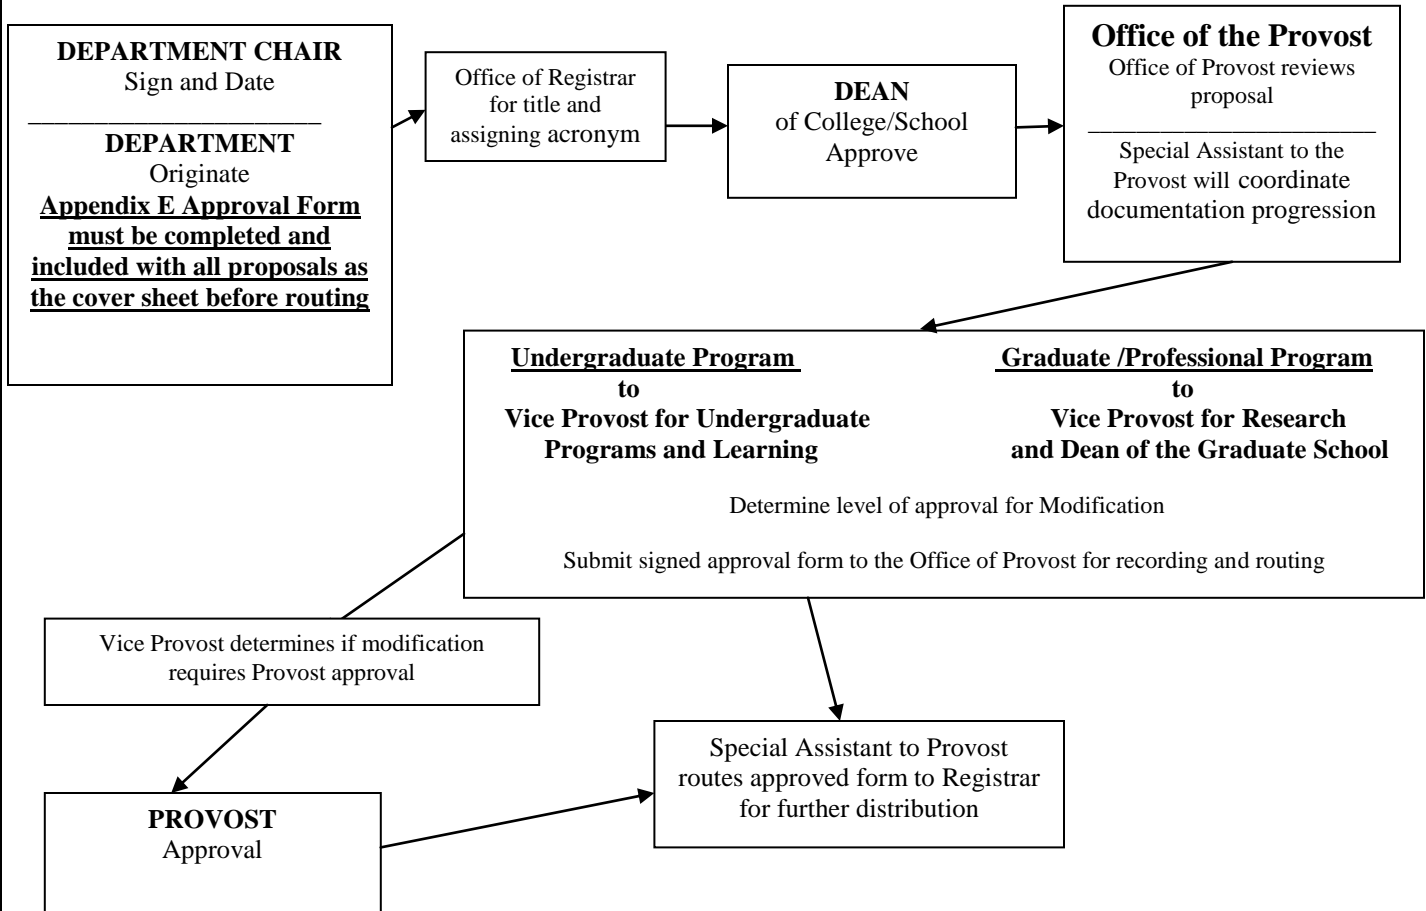 DEPARTMENT CHAIR
Sign and Date
______________________
DEPARTMENT
Originate
Appendix E Approval Form
must be completed and
included with all proposals as
the cover sheet before routing
Office of Registrar
for title and
assigning acronym
DEAN
of College/School
Approve
Office of the Provost
Office of Provost reviews
proposal
________________________
Special Assistant to the
Provost will coordinate
documentation progression
Undergraduate Program
to
Vice Provost for Undergraduate
Programs and Learning
Graduate /Professional Program
to
Vice Provost for Research
and Dean of the Graduate School
Determine level of approval for Modification
Submit signed approval form to the Office of Provost for recording and routing
Vice Provost determines if modification
requires Provost approval
PROVOST
Approval
Special Assistant to Provost
routes approved form to Registrar
for further distribution